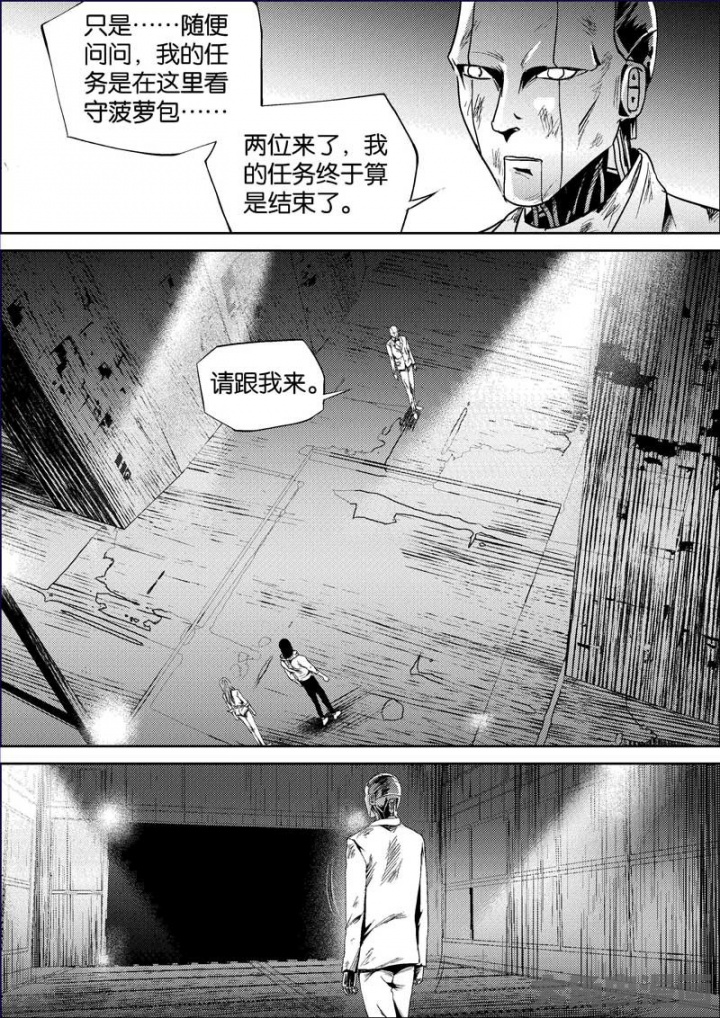 只是……随便
问问，我的任
务是在这里看
守菠萝包……
两位来了，我
的任务终于算
是结束了。
请跟我来。